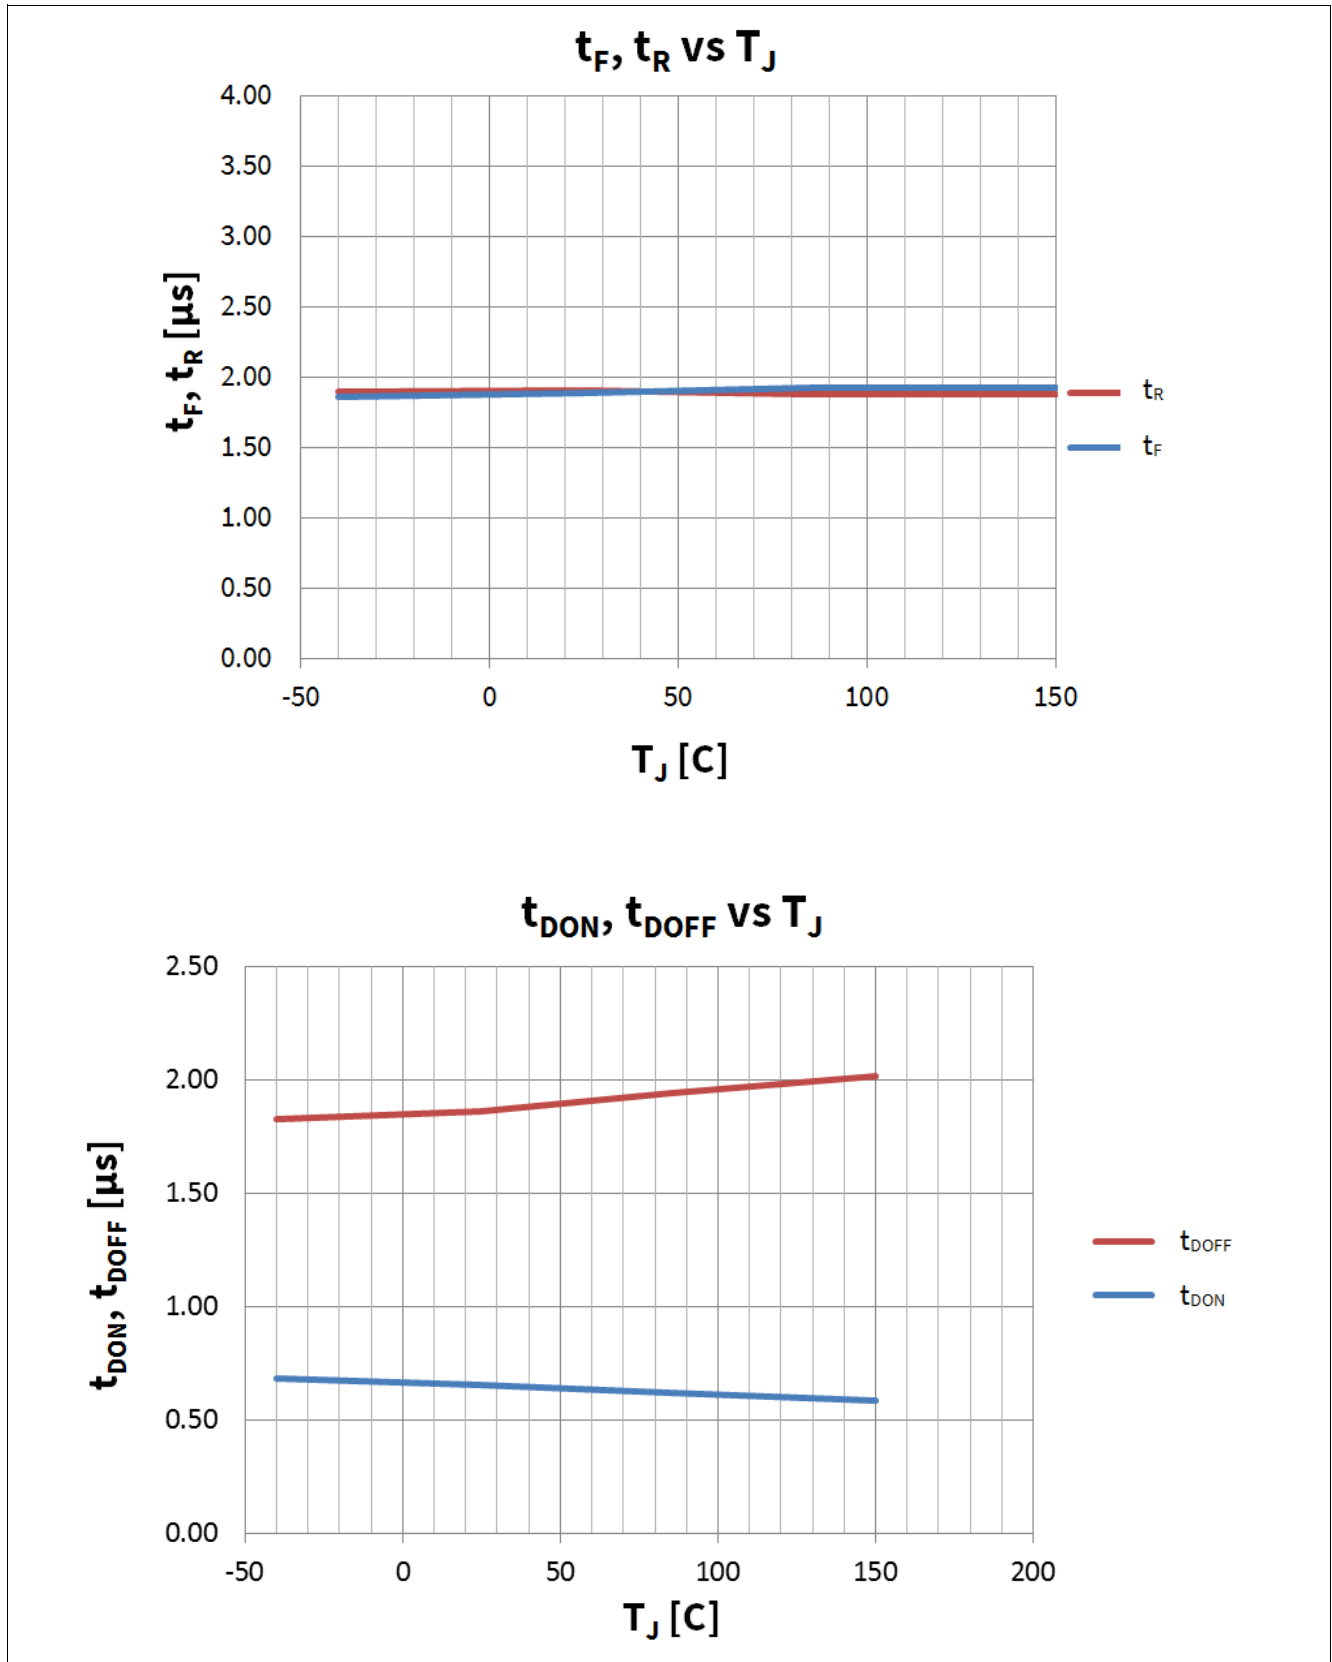 tF, tR vs TJ
4.00
3.50
3.00
2.50
2.00
1.50
1.00
0.50
0.00
tF, tR [µs]
-50 0 50 100 150
TJ [C]
tR
tF
tDON, tDOFF vs TJ
2.50
2.00
1.50
1.00
0.50
0.00
tDON, tDOFF [µs]
-50 0 50 100 150 200
TJ [C]
tDOFF
tDON